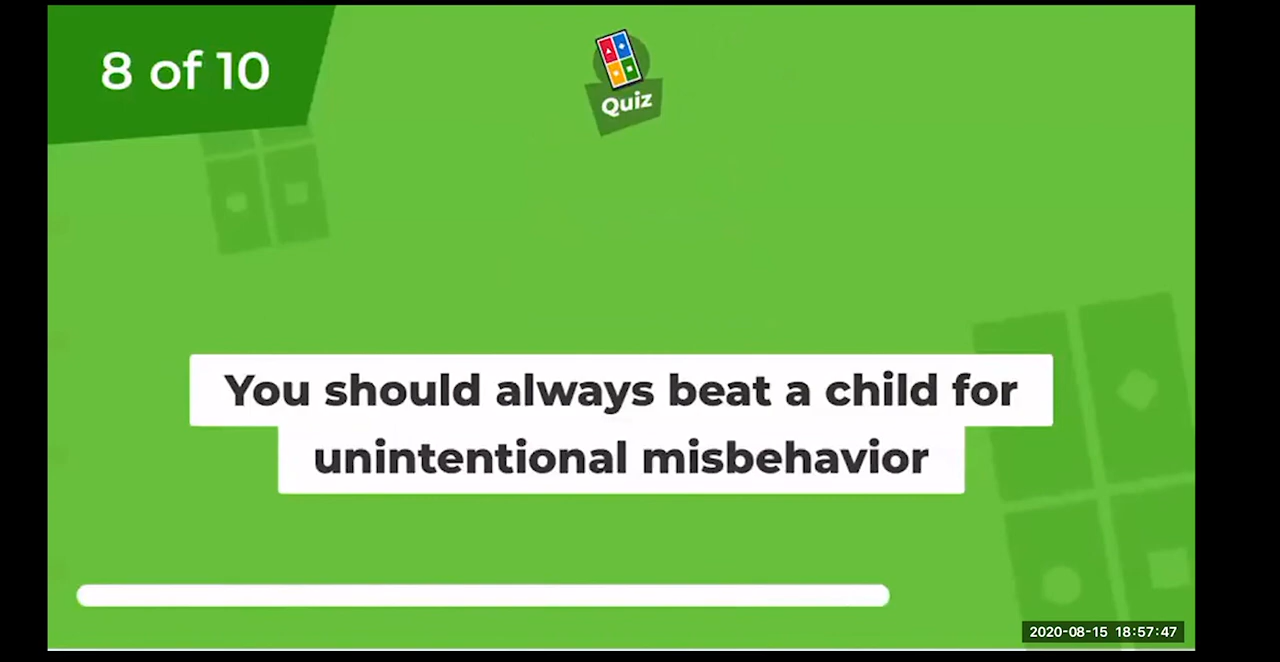 8 of 10
Quiz
You should always beat a child for
unintentional misbehavior
2020-08-15 18:57:47